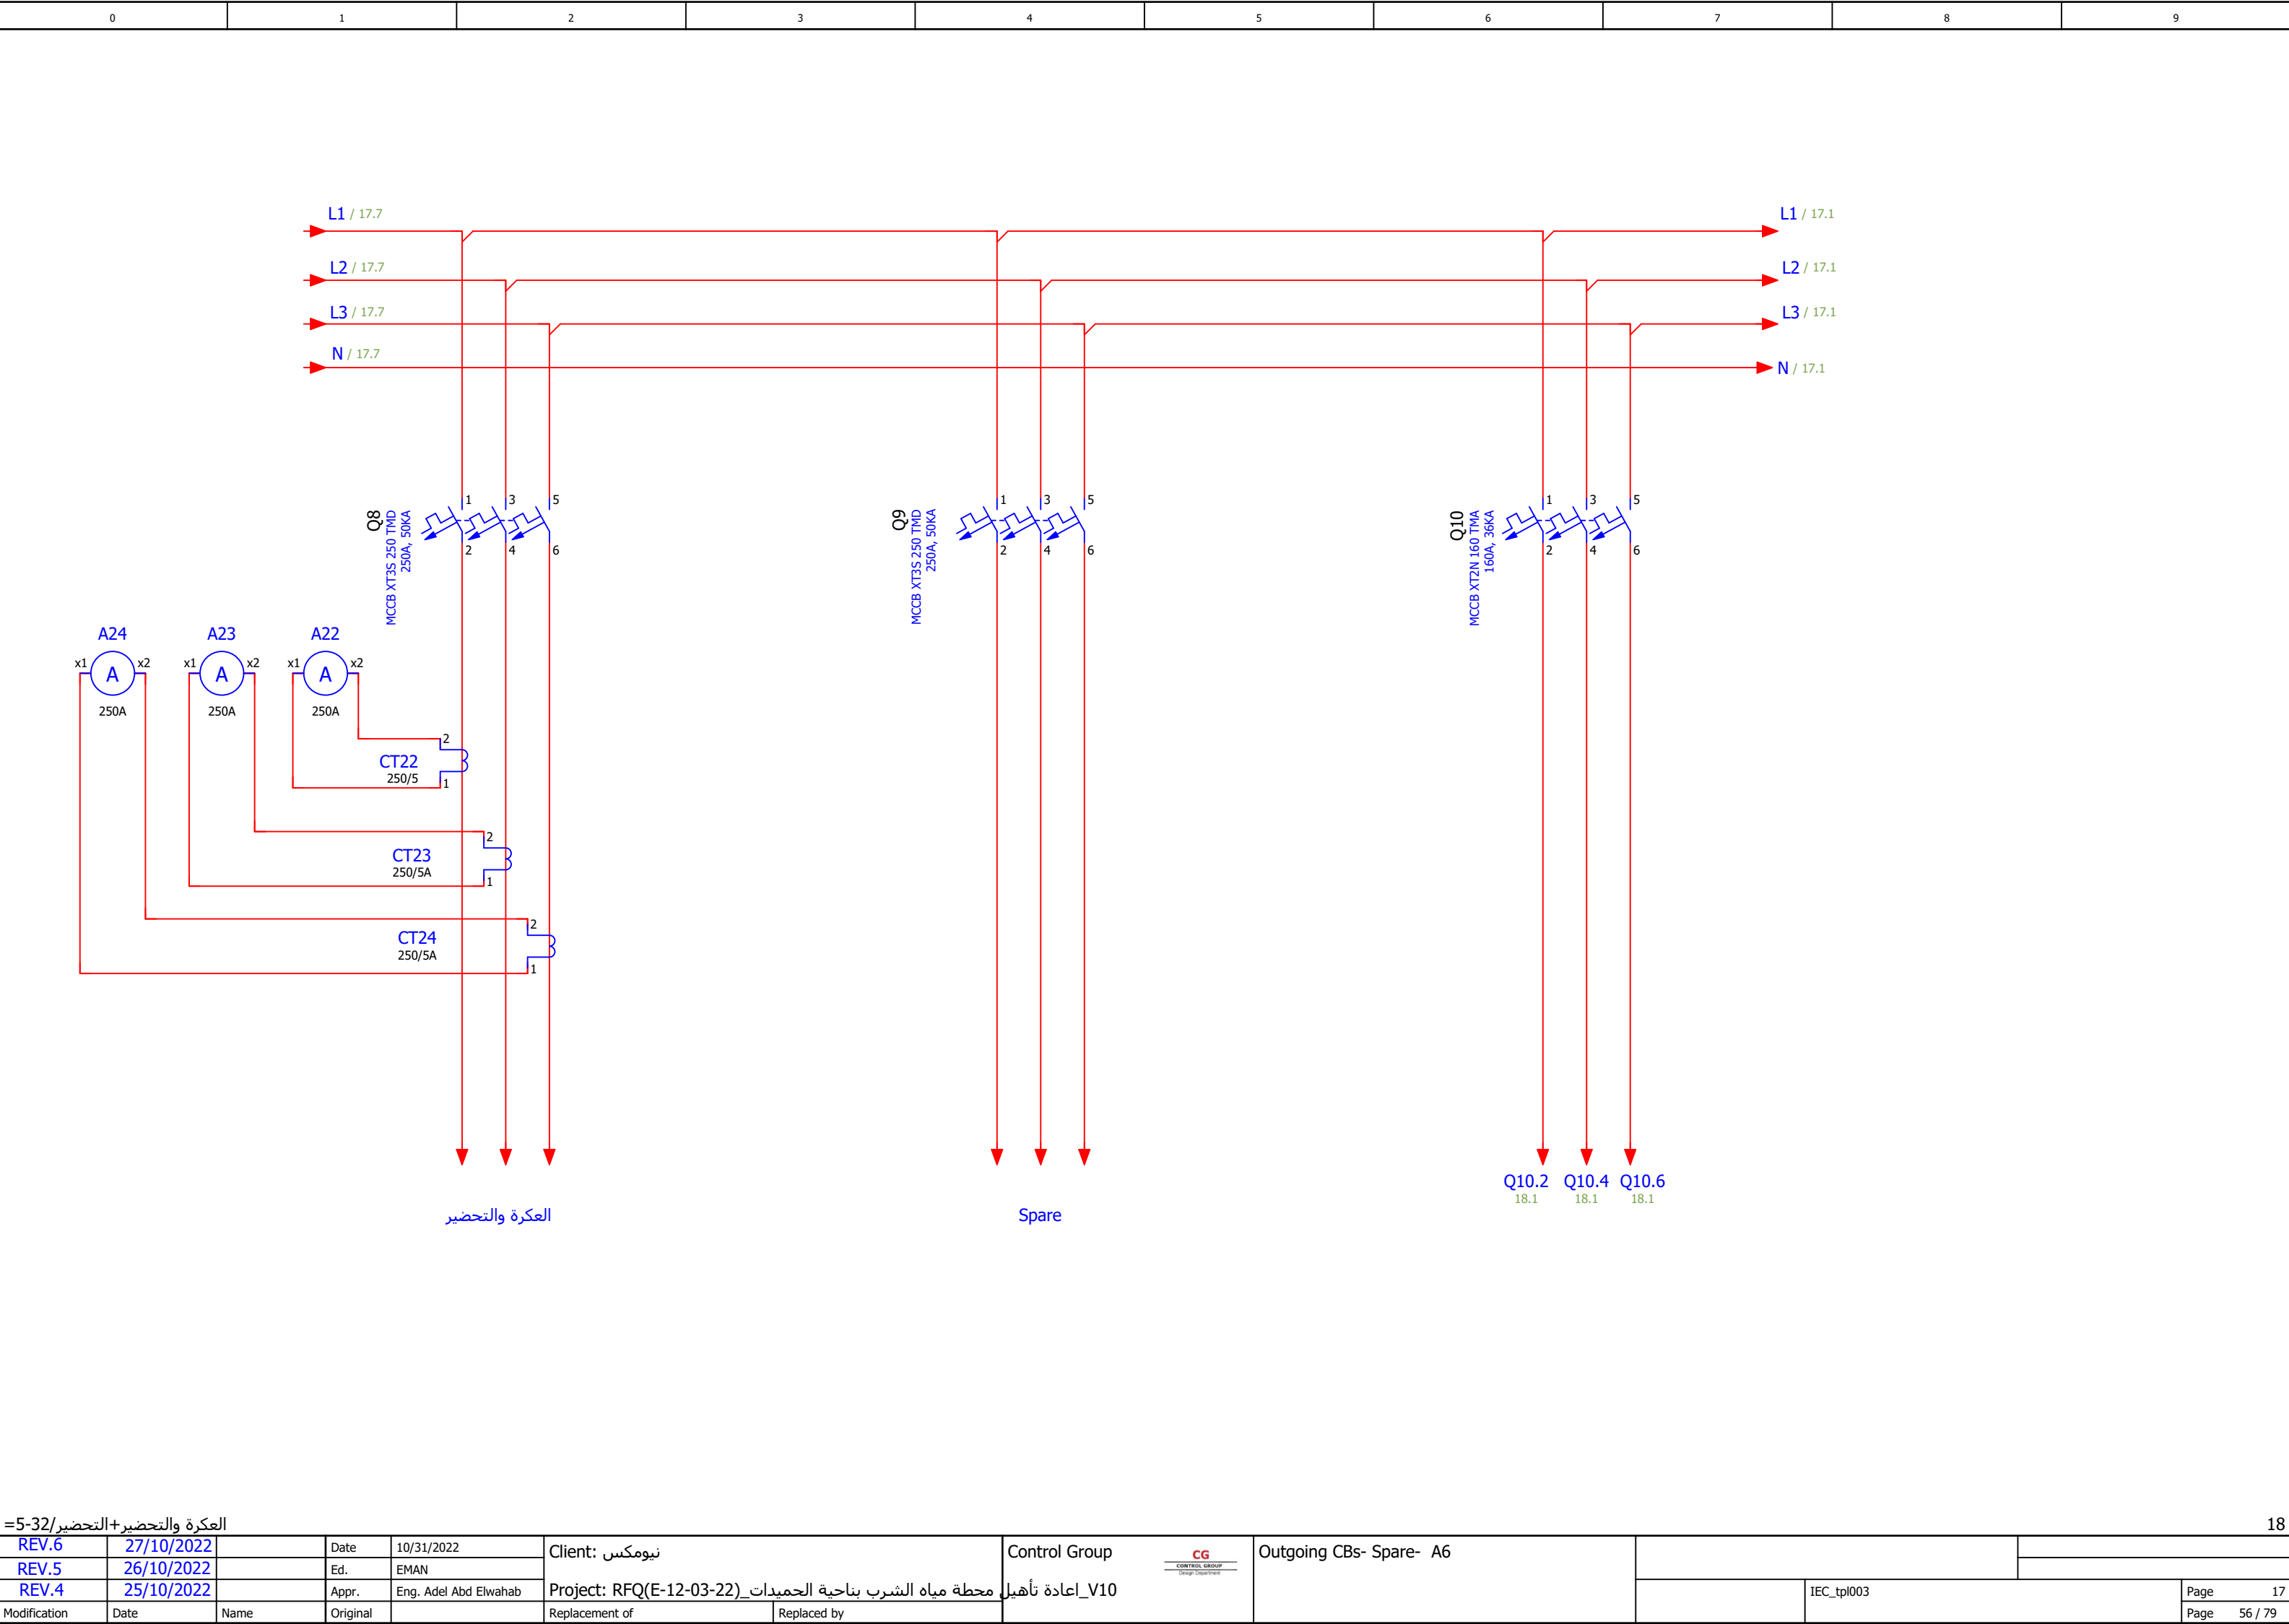 0 1 2 3 4 5 6 7 8 9
L1 / 17.7
L1 / 17.1
L2 / 17.7
L2 / 17.1
L3 / 17.7
L3 / 17.1
N / 17.7
N / 17.1
Q8
MCCB XT3S 250 TMD
250A, 50KA
1 3 5
2 4 6
Q9
MCCB XT3S 250 TMD
250A, 50KA
1 3 5
2 4 6
Q10
MCCB XT2N 160 TMA
160A, 36KA
1 3 5
2 4 6
A24 A23 A22
x1 A x2 x1 A x2 x1 A x2
250A 250A 250A
2
CT22
250/5
1
2
CT23
250/5A
1
2
CT24
250/5A
1
Q10.2 Q10.4 Q10.6
18.1 18.1 18.1
العكرة والتحضير
Spare
=5-32/العكرة والتحضير+التحضير
18
REV.6 27/10/2022
REV.5 26/10/2022
REV.4 25/10/2022
Modification Date Name
Date 10/31/2022
Ed. EMAN
Appr. Eng. Adel Abd Elwahab
Original
Client: نيومكس
Project: RFQ(E-12-03-22)_اعادة تأهيل محطة مياه الشرب بناحية الحميدات_V10
Replacement of Replaced by
Control Group
CG
CONTROL GROUP
Design Department
Outgoing CBs- Spare- A6
IEC_tpl003
Page 17
Page 56 / 79